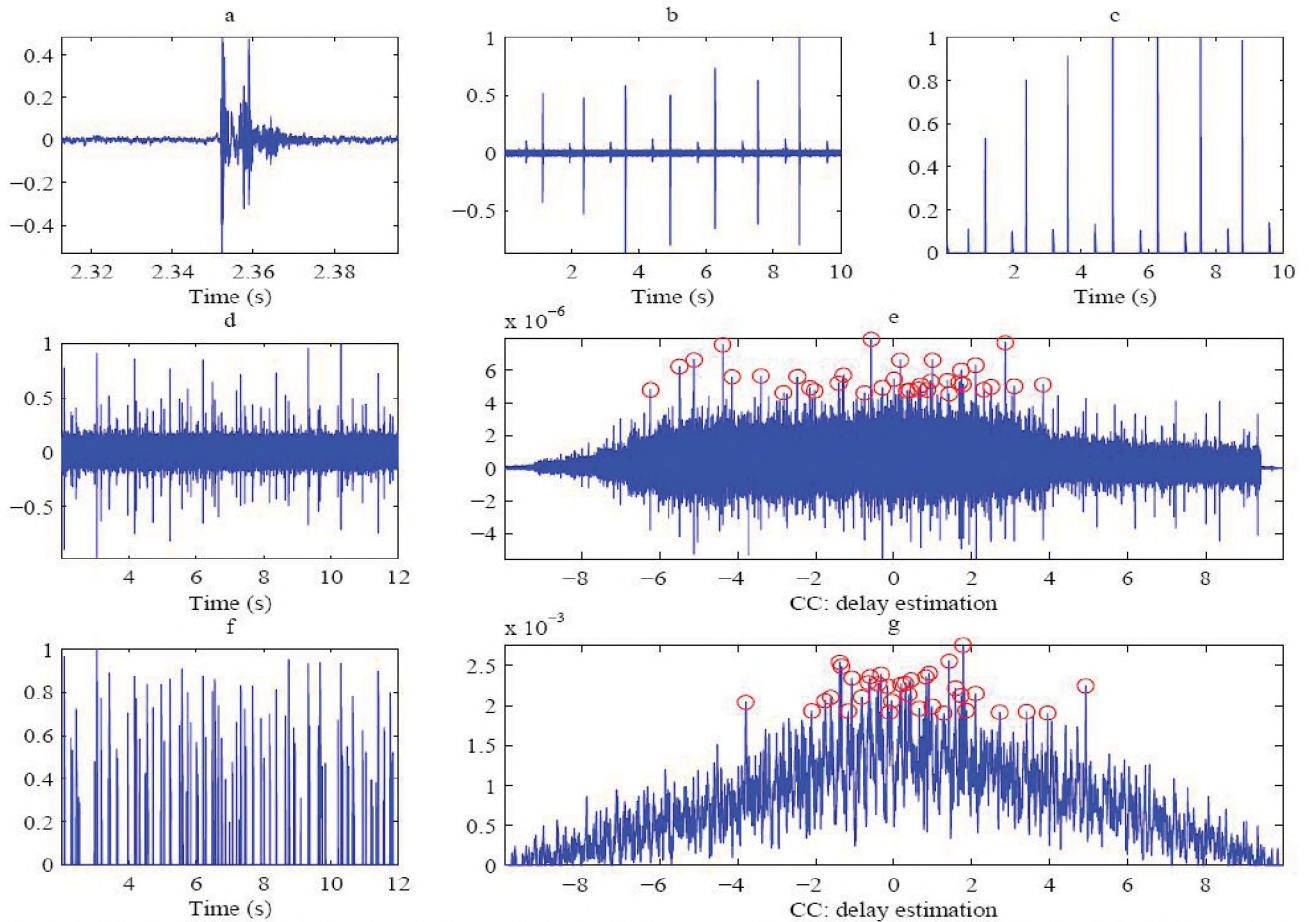 a
0.4
0.2
0
−0.2
−0.4
2.32 2.34 2.36 2.38
Time (s)
b
1
0.5
0
−0.5
2 4 6 8 10
Time (s)
c
1
0.8
0.6
0.4
0.2
0
2 4 6 8 10
Time (s)
d
1
0.5
0
−0.5
4 6 8 10 12
Time (s)
x 10−6
e
6
4
2
0
−2
−4
−8 −6 −4 −2 0 2 4 6 8
CC: delay estimation
f
1
0.8
0.6
0.4
0.2
0
4 6 8 10 12
Time (s)
x 10−3
g
2.5
2
1.5
1
0.5
0
−8 −6 −4 −2 0 2 4 6 8
CC: delay estimation